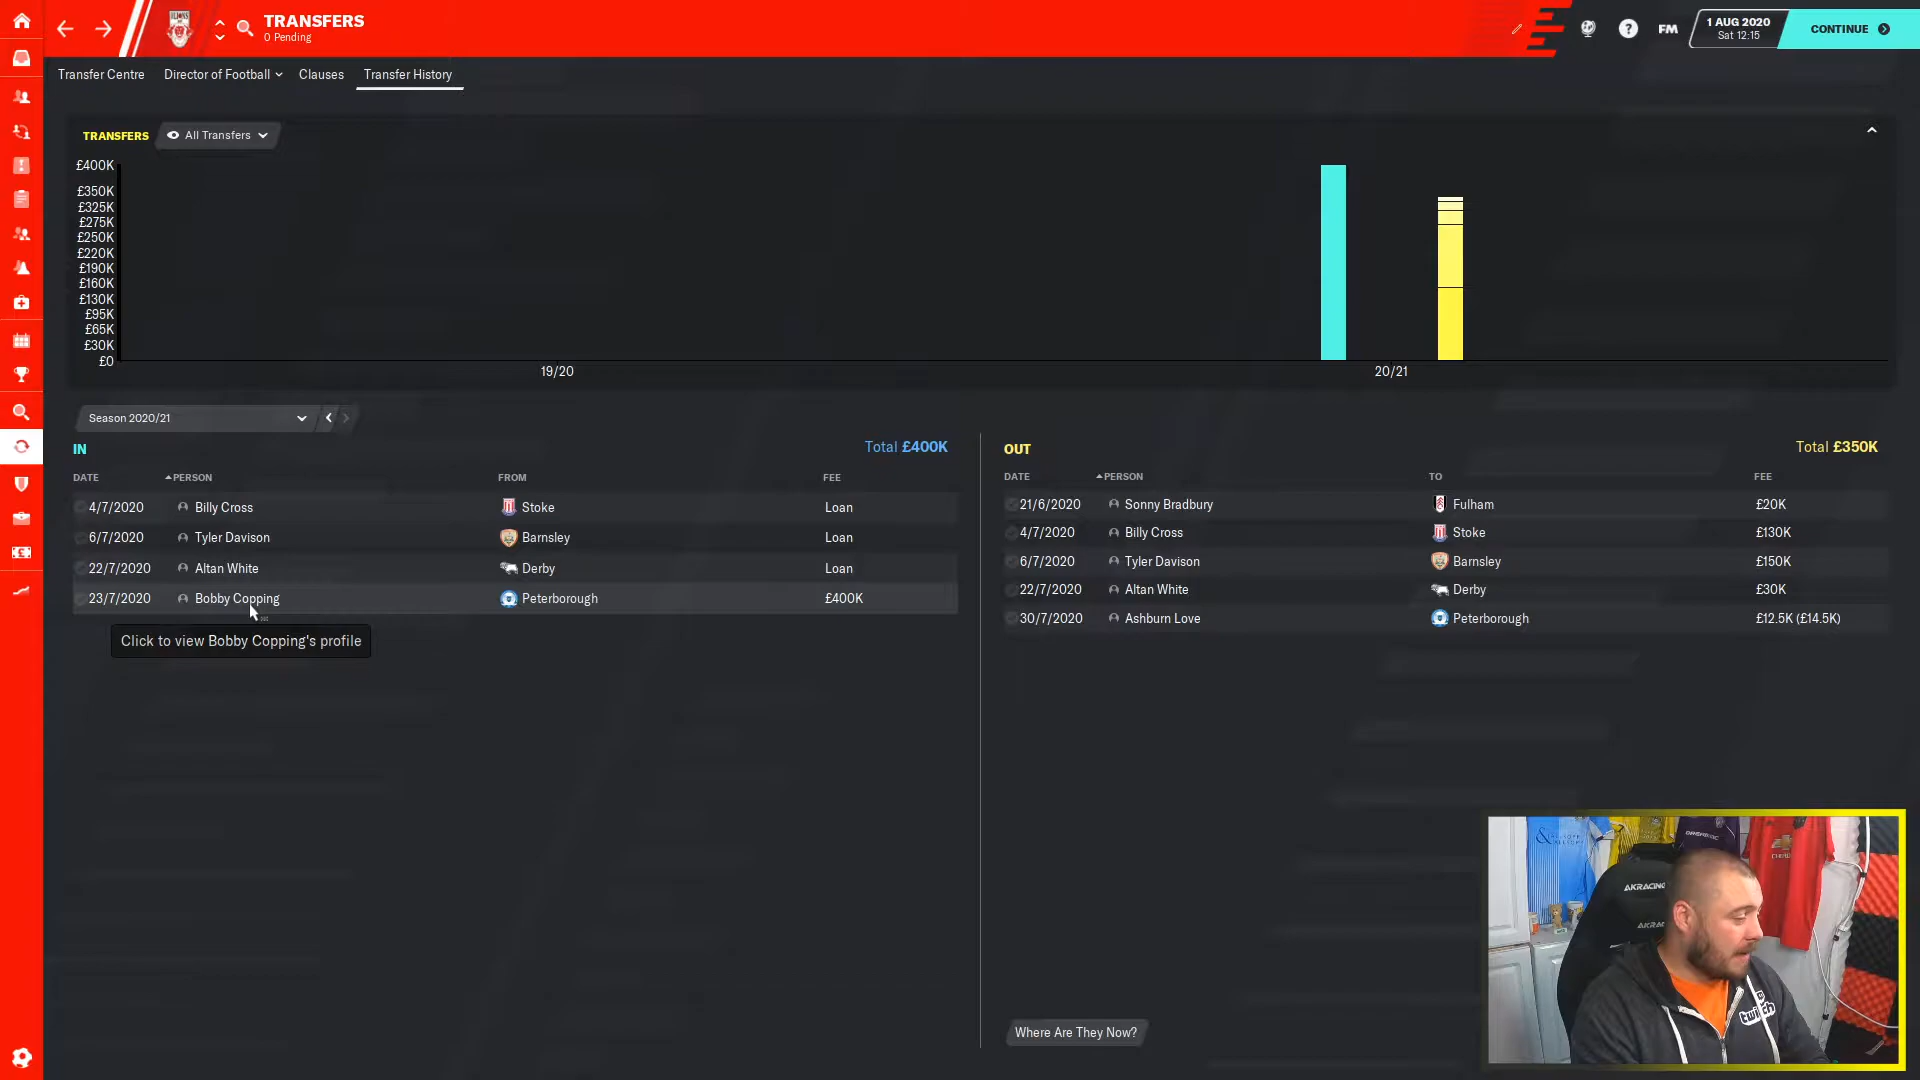 TRANSFERS
0 Pending
FM
1 AUG 2020
Sat 12:15
CONTINUE
Transfer Centre
Director of Football
Clauses
Transfer History
TRANSFERS
All Transfers
£400K
£350K
£325K
£275K
£250K
£220K
£190K
£160K
£130K
£95K
£65K
£30K
£0
19/20
20/21
Season 2020/21
IN
Total £400K
DATE PERSON FROM FEE
4/7/2020 Billy Cross Stoke Loan
6/7/2020 Tyler Davison Barnsley Loan
22/7/2020 Altan White Derby Loan
23/7/2020 Bobby Copping Peterborough £400K
Click to view Bobby Copping's profile
OUT
Total £350K
DATE PERSON TO FEE
21/6/2020 Sonny Bradbury Fulham £20K
4/7/2020 Billy Cross Stoke £130K
6/7/2020 Tyler Davison Barnsley £150K
22/7/2020 Altan White Derby £30K
30/7/2020 Ashburn Love Peterborough £12.5K (£14.5K)
Where Are They Now?
AKRACING
twitch